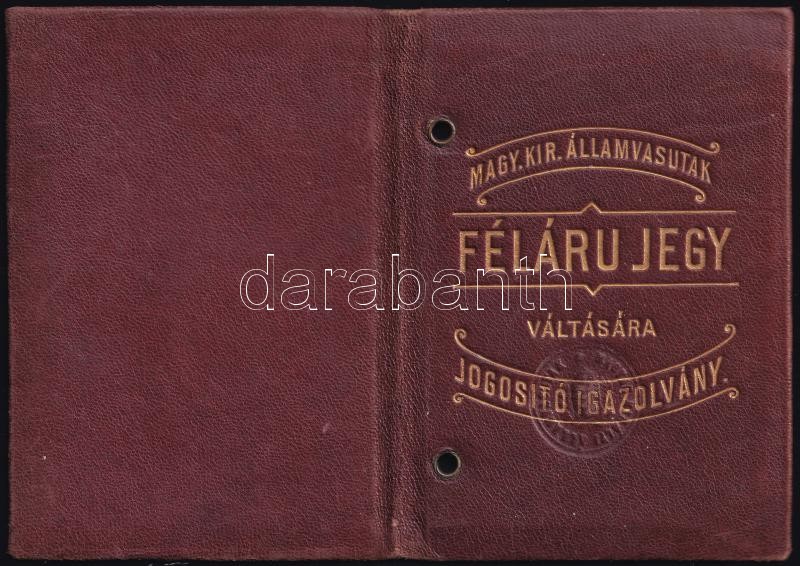 MAGY. KIR. ÁLLAMVASUTAK
FÉLÁRU JEGY
VÁLTÁSÁRA
JOGOSITÓ IGAZOLVÁNY.
darabanth